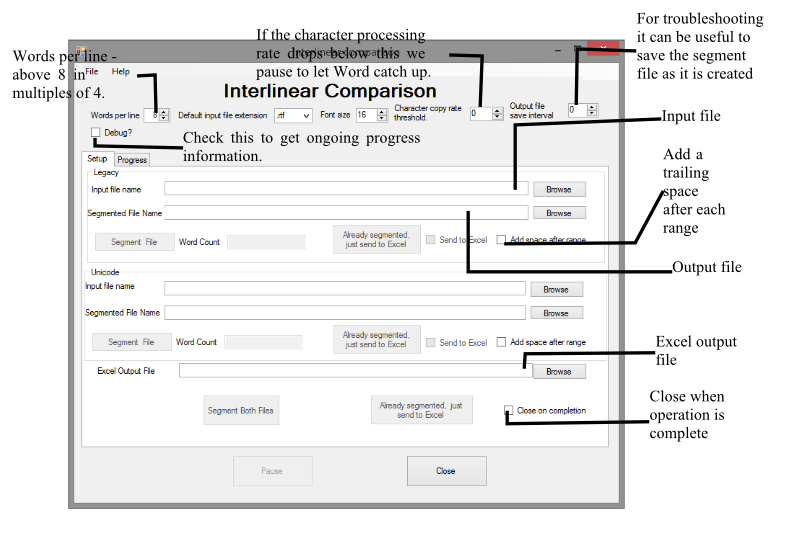 For troubleshooting
it can be useful to
save the segment
file as it is created
If the character processing
rate drops below this we
pause to let Word catch up.
Words per line -
above 8 in
multiples of 4.
Interlinear comparison
File Help
Interlinear Comparison
Words per line 8 Default input file extension .rtf Font size 16 Character copy rate threshold. 0 Output file save interval 0
Debug?
Check this to get ongoing progress
information.
Input file
Setup Progress
Legacy
Input file name Browse
Add a
trailing
space
after each
range
Segmented File Name Browse
Segment File Word Count Already segmented, just send to Excel Send to Excel Add space after range
Output file
Unicode
Input file name Browse
Segmented File Name Browse
Segment File Word Count Already segmented, just send to Excel Send to Excel Add space after range
Excel output
file
Excel Output File Browse
Close when
operation is
complete
Segment Both Files Already segmented, just send to Excel Close on completion
Pause Close